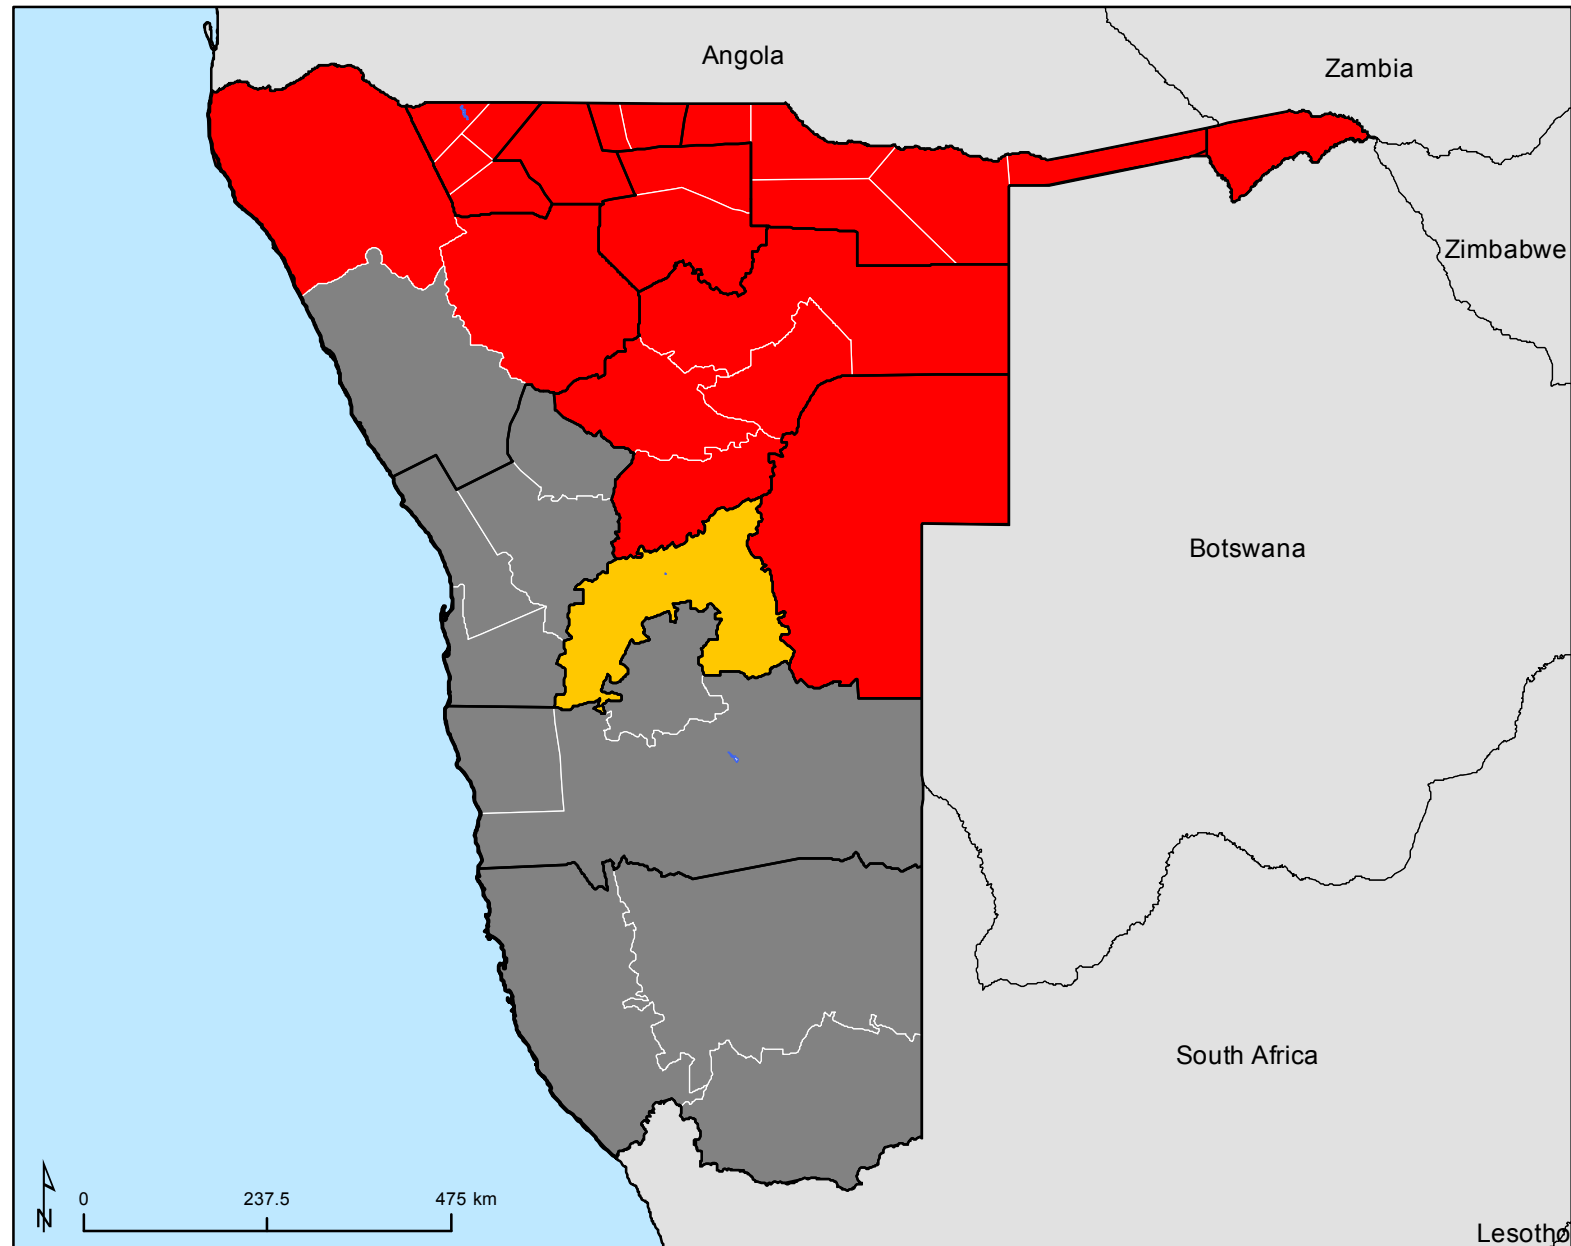 Angola
Zambia
Zimbabwe
Botswana
South Africa
Lesotho
N
0 237.5 475 km